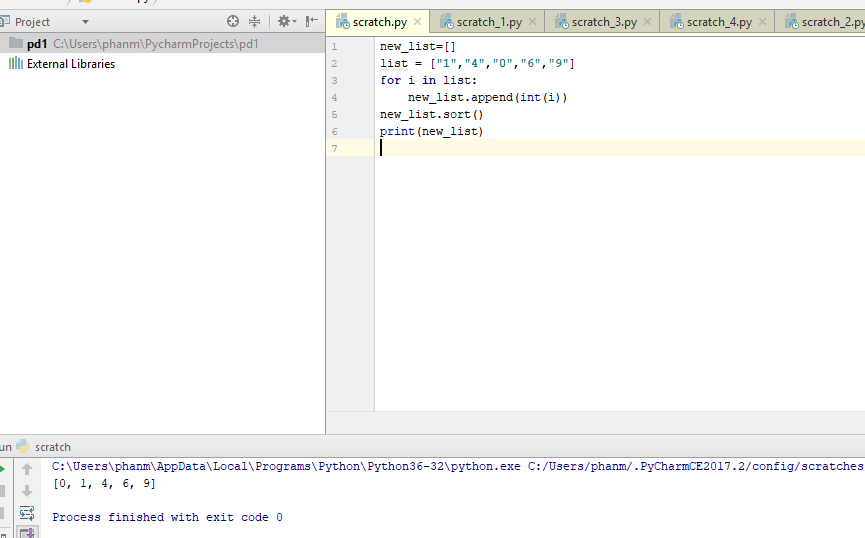 Project
scratch.py
scratch_1.py
scratch_3.py
scratch_4.py
scratch_2.py
pd1 C:\Users\phanm\PycharmProjects\pd1
External Libraries
1 new_list=[]
2 list = ["1","4","0","6","9"]
3 for i in list:
4     new_list.append(int(i))
5 new_list.sort()
6 print(new_list)
7
un scratch
C:\Users\phanm\AppData\Local\Programs\Python\Python36-32\python.exe C:/Users/phanm/.PyCharmCE2017.2/config/scratches
[0, 1, 4, 6, 9]
Process finished with exit code 0